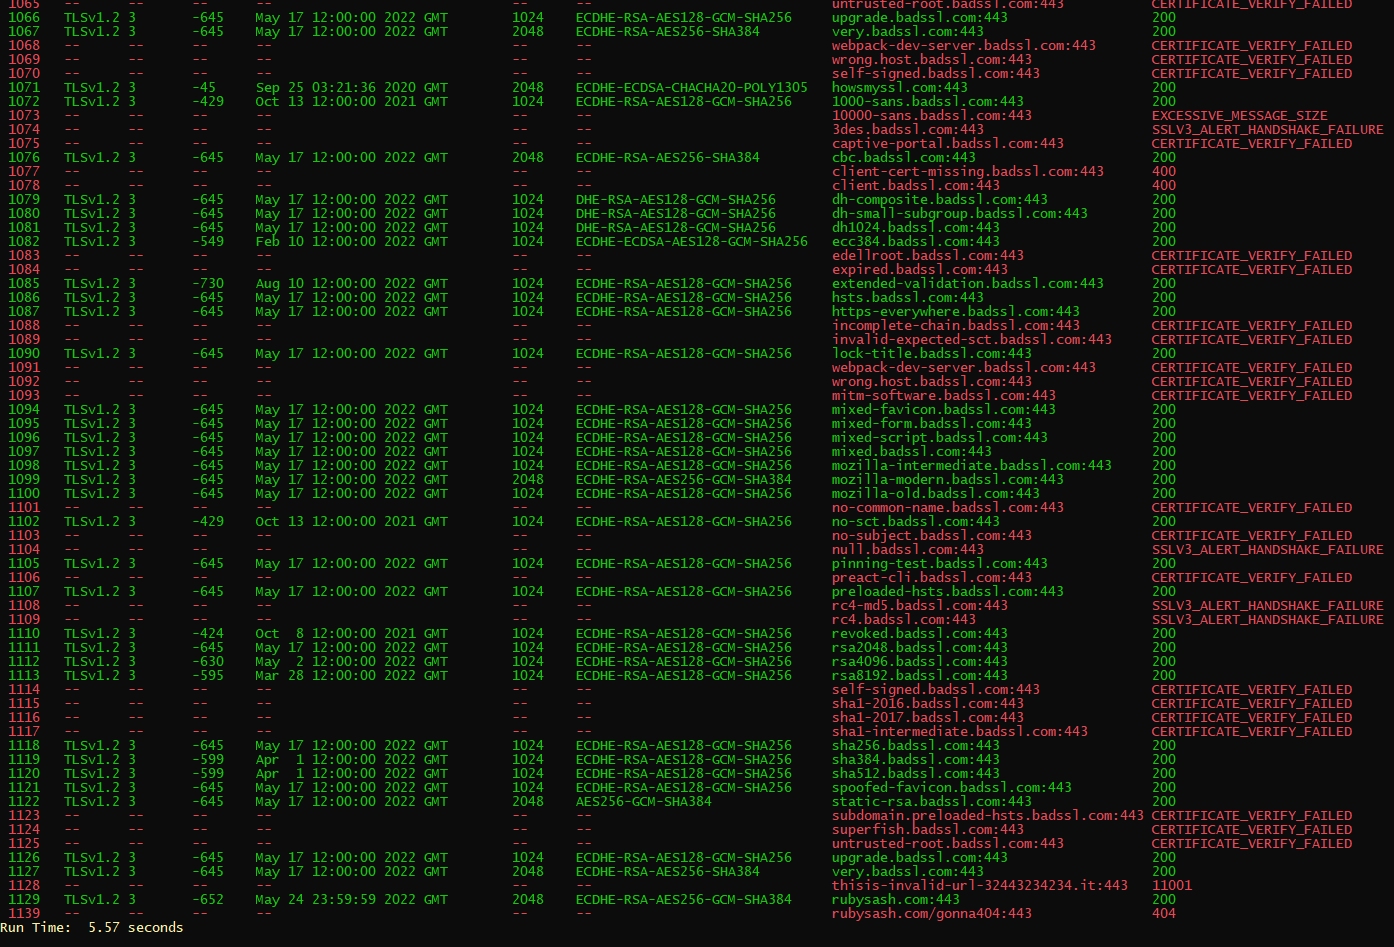 1065 -- -- -- -- -- -- untrusted-root.badssl.com:443 CERTIFICATE_VERIFY_FAILED
1066 TLSv1.2 3 -645 May 17 12:00:00 2022 GMT 1024 ECDHE-RSA-AES128-GCM-SHA256 upgrade.badssl.com:443 200
1067 TLSv1.2 3 -645 May 17 12:00:00 2022 GMT 2048 ECDHE-RSA-AES256-SHA384 very.badssl.com:443 200
1068 -- -- -- -- -- -- webpack-dev-server.badssl.com:443 CERTIFICATE_VERIFY_FAILED
1069 -- -- -- -- -- -- wrong.host.badssl.com:443 CERTIFICATE_VERIFY_FAILED
1070 -- -- -- -- -- -- self-signed.badssl.com:443 CERTIFICATE_VERIFY_FAILED
1071 TLSv1.2 3 -45 Sep 25 03:21:36 2020 GMT 2048 ECDHE-ECDSA-CHACHA20-POLY1305 howsmyssl.com:443 200
1072 TLSv1.2 3 -429 Oct 13 12:00:00 2021 GMT 1024 ECDHE-RSA-AES128-GCM-SHA256 1000-sans.badssl.com:443 200
1073 -- -- -- -- -- -- 10000-sans.badssl.com:443 EXCESSIVE_MESSAGE_SIZE
1074 -- -- -- -- -- -- 3des.badssl.com:443 SSLV3_ALERT_HANDSHAKE_FAILURE
1075 -- -- -- -- -- -- captive-portal.badssl.com:443 CERTIFICATE_VERIFY_FAILED
1076 TLSv1.2 3 -645 May 17 12:00:00 2022 GMT 2048 ECDHE-RSA-AES256-SHA384 cbc.badssl.com:443 200
1077 -- -- -- -- -- -- client-cert-missing.badssl.com:443 400
1078 -- -- -- -- -- -- client.badssl.com:443 400
1079 TLSv1.2 3 -645 May 17 12:00:00 2022 GMT 1024 DHE-RSA-AES128-GCM-SHA256 dh-composite.badssl.com:443 200
1080 TLSv1.2 3 -645 May 17 12:00:00 2022 GMT 1024 DHE-RSA-AES128-GCM-SHA256 dh-small-subgroup.badssl.com:443 200
1081 TLSv1.2 3 -645 May 17 12:00:00 2022 GMT 1024 DHE-RSA-AES128-GCM-SHA256 dh1024.badssl.com:443 200
1082 TLSv1.2 3 -549 Feb 10 12:00:00 2022 GMT 1024 ECDHE-ECDSA-AES128-GCM-SHA256 ecc384.badssl.com:443 200
1083 -- -- -- -- -- -- edellroot.badssl.com:443 CERTIFICATE_VERIFY_FAILED
1084 -- -- -- -- -- -- expired.badssl.com:443 CERTIFICATE_VERIFY_FAILED
1085 TLSv1.2 3 -730 Aug 10 12:00:00 2022 GMT 1024 ECDHE-RSA-AES128-GCM-SHA256 extended-validation.badssl.com:443 200
1086 TLSv1.2 3 -645 May 17 12:00:00 2022 GMT 1024 ECDHE-RSA-AES128-GCM-SHA256 hsts.badssl.com:443 200
1087 TLSv1.2 3 -645 May 17 12:00:00 2022 GMT 1024 ECDHE-RSA-AES128-GCM-SHA256 https-everywhere.badssl.com:443 200
1088 -- -- -- -- -- -- incomplete-chain.badssl.com:443 CERTIFICATE_VERIFY_FAILED
1089 -- -- -- -- -- -- invalid-expected-sct.badssl.com:443 CERTIFICATE_VERIFY_FAILED
1090 TLSv1.2 3 -645 May 17 12:00:00 2022 GMT 1024 ECDHE-RSA-AES128-GCM-SHA256 lock-title.badssl.com:443 200
1091 -- -- -- -- -- -- webpack-dev-server.badssl.com:443 CERTIFICATE_VERIFY_FAILED
1092 -- -- -- -- -- -- wrong.host.badssl.com:443 CERTIFICATE_VERIFY_FAILED
1093 -- -- -- -- -- -- mitm-software.badssl.com:443 CERTIFICATE_VERIFY_FAILED
1094 TLSv1.2 3 -645 May 17 12:00:00 2022 GMT 1024 ECDHE-RSA-AES128-GCM-SHA256 mixed-favicon.badssl.com:443 200
1095 TLSv1.2 3 -645 May 17 12:00:00 2022 GMT 1024 ECDHE-RSA-AES128-GCM-SHA256 mixed-form.badssl.com:443 200
1096 TLSv1.2 3 -645 May 17 12:00:00 2022 GMT 1024 ECDHE-RSA-AES128-GCM-SHA256 mixed-script.badssl.com:443 200
1097 TLSv1.2 3 -645 May 17 12:00:00 2022 GMT 1024 ECDHE-RSA-AES128-GCM-SHA256 mixed.badssl.com:443 200
1098 TLSv1.2 3 -645 May 17 12:00:00 2022 GMT 1024 ECDHE-RSA-AES128-GCM-SHA256 mozilla-intermediate.badssl.com:443 200
1099 TLSv1.2 3 -645 May 17 12:00:00 2022 GMT 2048 ECDHE-RSA-AES256-GCM-SHA384 mozilla-modern.badssl.com:443 200
1100 TLSv1.2 3 -645 May 17 12:00:00 2022 GMT 1024 ECDHE-RSA-AES128-GCM-SHA256 mozilla-old.badssl.com:443 200
1101 -- -- -- -- -- -- no-common-name.badssl.com:443 CERTIFICATE_VERIFY_FAILED
1102 TLSv1.2 3 -429 Oct 13 12:00:00 2021 GMT 1024 ECDHE-RSA-AES128-GCM-SHA256 no-sct.badssl.com:443 200
1103 -- -- -- -- -- -- no-subject.badssl.com:443 CERTIFICATE_VERIFY_FAILED
1104 -- -- -- -- -- -- null.badssl.com:443 SSLV3_ALERT_HANDSHAKE_FAILURE
1105 TLSv1.2 3 -645 May 17 12:00:00 2022 GMT 1024 ECDHE-RSA-AES128-GCM-SHA256 pinning-test.badssl.com:443 200
1106 -- -- -- -- -- -- preact-cli.badssl.com:443 CERTIFICATE_VERIFY_FAILED
1107 TLSv1.2 3 -645 May 17 12:00:00 2022 GMT 1024 ECDHE-RSA-AES128-GCM-SHA256 preloaded-hsts.badssl.com:443 200
1108 -- -- -- -- -- -- rc4-md5.badssl.com:443 SSLV3_ALERT_HANDSHAKE_FAILURE
1109 -- -- -- -- -- -- rc4.badssl.com:443 SSLV3_ALERT_HANDSHAKE_FAILURE
1110 TLSv1.2 3 -424 Oct 8 12:00:00 2021 GMT 1024 ECDHE-RSA-AES128-GCM-SHA256 revoked.badssl.com:443 200
1111 TLSv1.2 3 -645 May 17 12:00:00 2022 GMT 1024 ECDHE-RSA-AES128-GCM-SHA256 rsa2048.badssl.com:443 200
1112 TLSv1.2 3 -630 May 2 12:00:00 2022 GMT 1024 ECDHE-RSA-AES128-GCM-SHA256 rsa4096.badssl.com:443 200
1113 TLSv1.2 3 -595 Mar 28 12:00:00 2022 GMT 1024 ECDHE-RSA-AES128-GCM-SHA256 rsa8192.badssl.com:443 200
1114 -- -- -- -- -- -- self-signed.badssl.com:443 CERTIFICATE_VERIFY_FAILED
1115 -- -- -- -- -- -- sha1-2016.badssl.com:443 CERTIFICATE_VERIFY_FAILED
1116 -- -- -- -- -- -- sha1-2017.badssl.com:443 CERTIFICATE_VERIFY_FAILED
1117 -- -- -- -- -- -- sha1-intermediate.badssl.com:443 CERTIFICATE_VERIFY_FAILED
1118 TLSv1.2 3 -645 May 17 12:00:00 2022 GMT 1024 ECDHE-RSA-AES128-GCM-SHA256 sha256.badssl.com:443 200
1119 TLSv1.2 3 -599 Apr 1 12:00:00 2022 GMT 1024 ECDHE-RSA-AES128-GCM-SHA256 sha384.badssl.com:443 200
1120 TLSv1.2 3 -599 Apr 1 12:00:00 2022 GMT 1024 ECDHE-RSA-AES128-GCM-SHA256 sha512.badssl.com:443 200
1121 TLSv1.2 3 -645 May 17 12:00:00 2022 GMT 1024 ECDHE-RSA-AES128-GCM-SHA256 spoofed-favicon.badssl.com:443 200
1122 TLSv1.2 3 -645 May 17 12:00:00 2022 GMT 2048 AES256-GCM-SHA384 static-rsa.badssl.com:443 200
1123 -- -- -- -- -- -- subdomain.preloaded-hsts.badssl.com:443 CERTIFICATE_VERIFY_FAILED
1124 -- -- -- -- -- -- superfish.badssl.com:443 CERTIFICATE_VERIFY_FAILED
1125 -- -- -- -- -- -- untrusted-root.badssl.com:443 CERTIFICATE_VERIFY_FAILED
1126 TLSv1.2 3 -645 May 17 12:00:00 2022 GMT 1024 ECDHE-RSA-AES128-GCM-SHA256 upgrade.badssl.com:443 200
1127 TLSv1.2 3 -645 May 17 12:00:00 2022 GMT 2048 ECDHE-RSA-AES256-SHA384 very.badssl.com:443 200
1128 -- -- -- -- -- -- thisis-invalid-url-32443234234.it:443 11001
1129 TLSv1.2 3 -652 May 24 23:59:59 2022 GMT 2048 ECDHE-RSA-AES256-GCM-SHA384 rubysash.com:443 200
1139 -- -- -- -- -- -- rubysash.com/gonna404:443 404
Run Time: 5.57 seconds